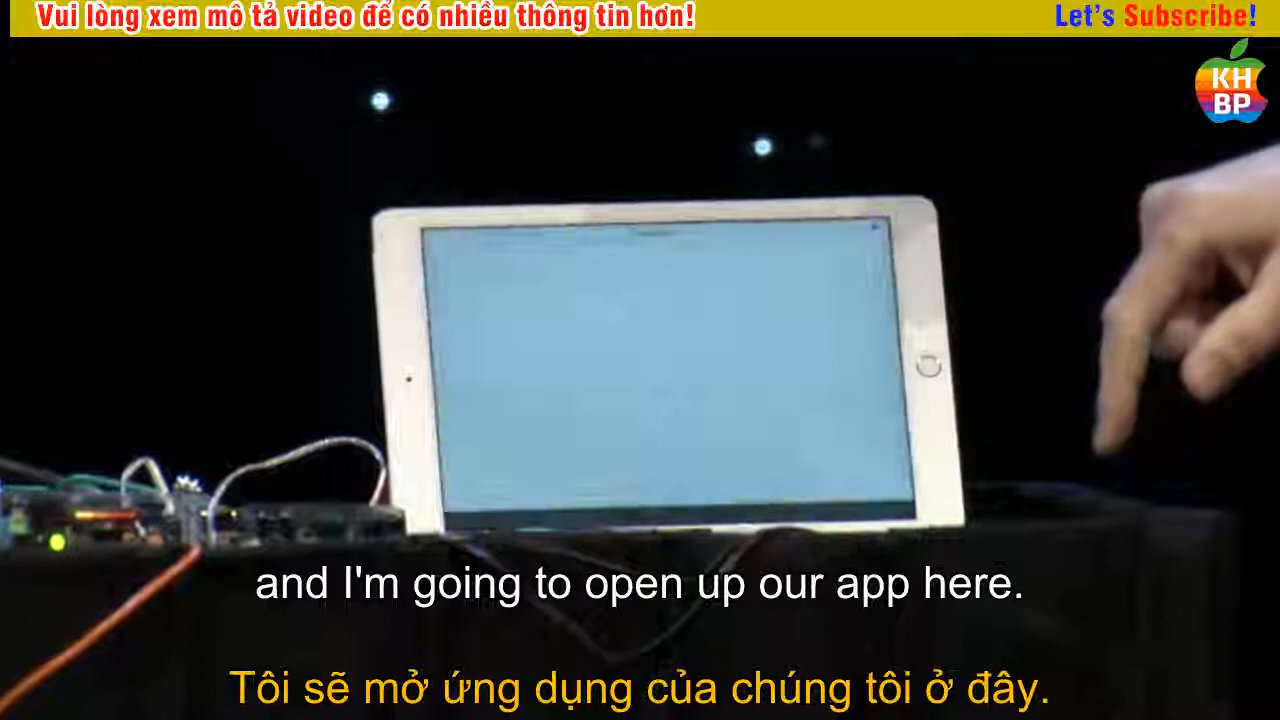 Vui lòng xem mô tả video để có nhiều thông tin hơn!
Let's Subscribe!
KH
BP
and I'm going to open up our app here.
Tôi sẽ mở ứng dụng của chúng tôi ở đây.